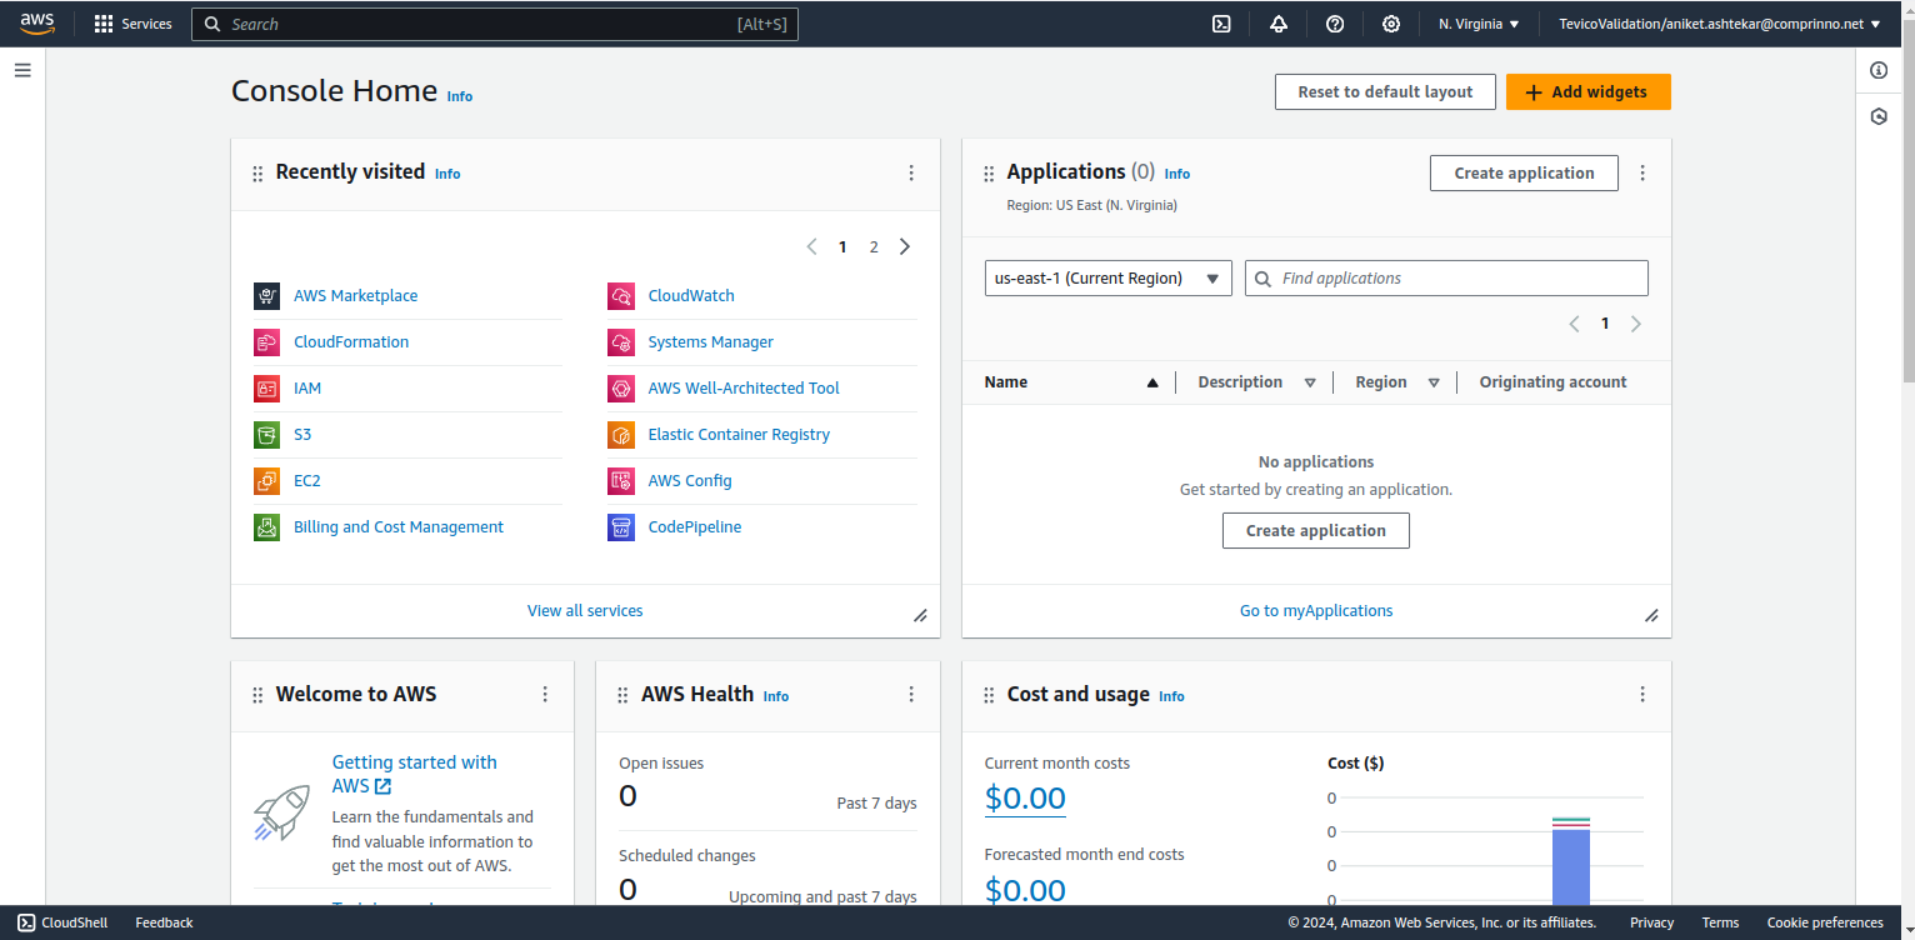 aws
Services
Search
[Alt+S]
N. Virginia
TevicoValidation/aniket.ashtekar@comprinno.net
Console Home Info
Reset to default layout
Add widgets
Recently visited Info
1 2
AWS Marketplace
CloudFormation
IAM
S3
EC2
Billing and Cost Management
CloudWatch
Systems Manager
AWS Well-Architected Tool
Elastic Container Registry
AWS Config
CodePipeline
View all services
Applications (0) Info
Region: US East (N. Virginia)
Create application
us-east-1 (Current Region)
Find applications
1
Name Description Region Originating account
No applications
Get started by creating an application.
Create application
Go to myApplications
Welcome to AWS
Getting started with
AWS
Learn the fundamentals and
find valuable information to
get the most out of AWS.
AWS Health Info
Open issues
0
Past 7 days
Scheduled changes
0
Upcoming and past 7 days
Cost and usage Info
Current month costs
$0.00
Forecasted month end costs
$0.00
Cost ($)
0
0
0
0
CloudShell
Feedback
© 2024, Amazon Web Services, Inc. or its affiliates.
Privacy
Terms
Cookie preferences